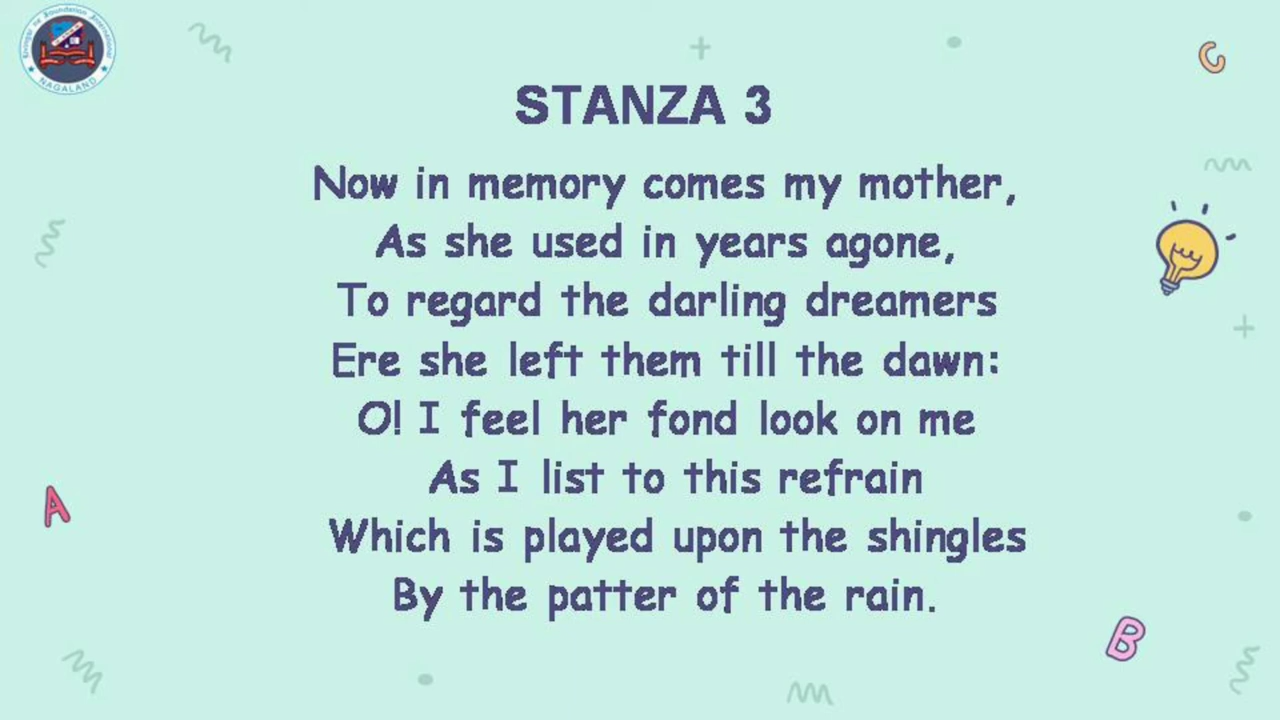 NAGALAND
STANZA 3
Now in memory comes my mother,
As she used in years agone,
To regard the darling dreamers
Ere she left them till the dawn:
O! I feel her fond look on me
As I list to this refrain
Which is played upon the shingles
By the patter of the rain.
C
A
B